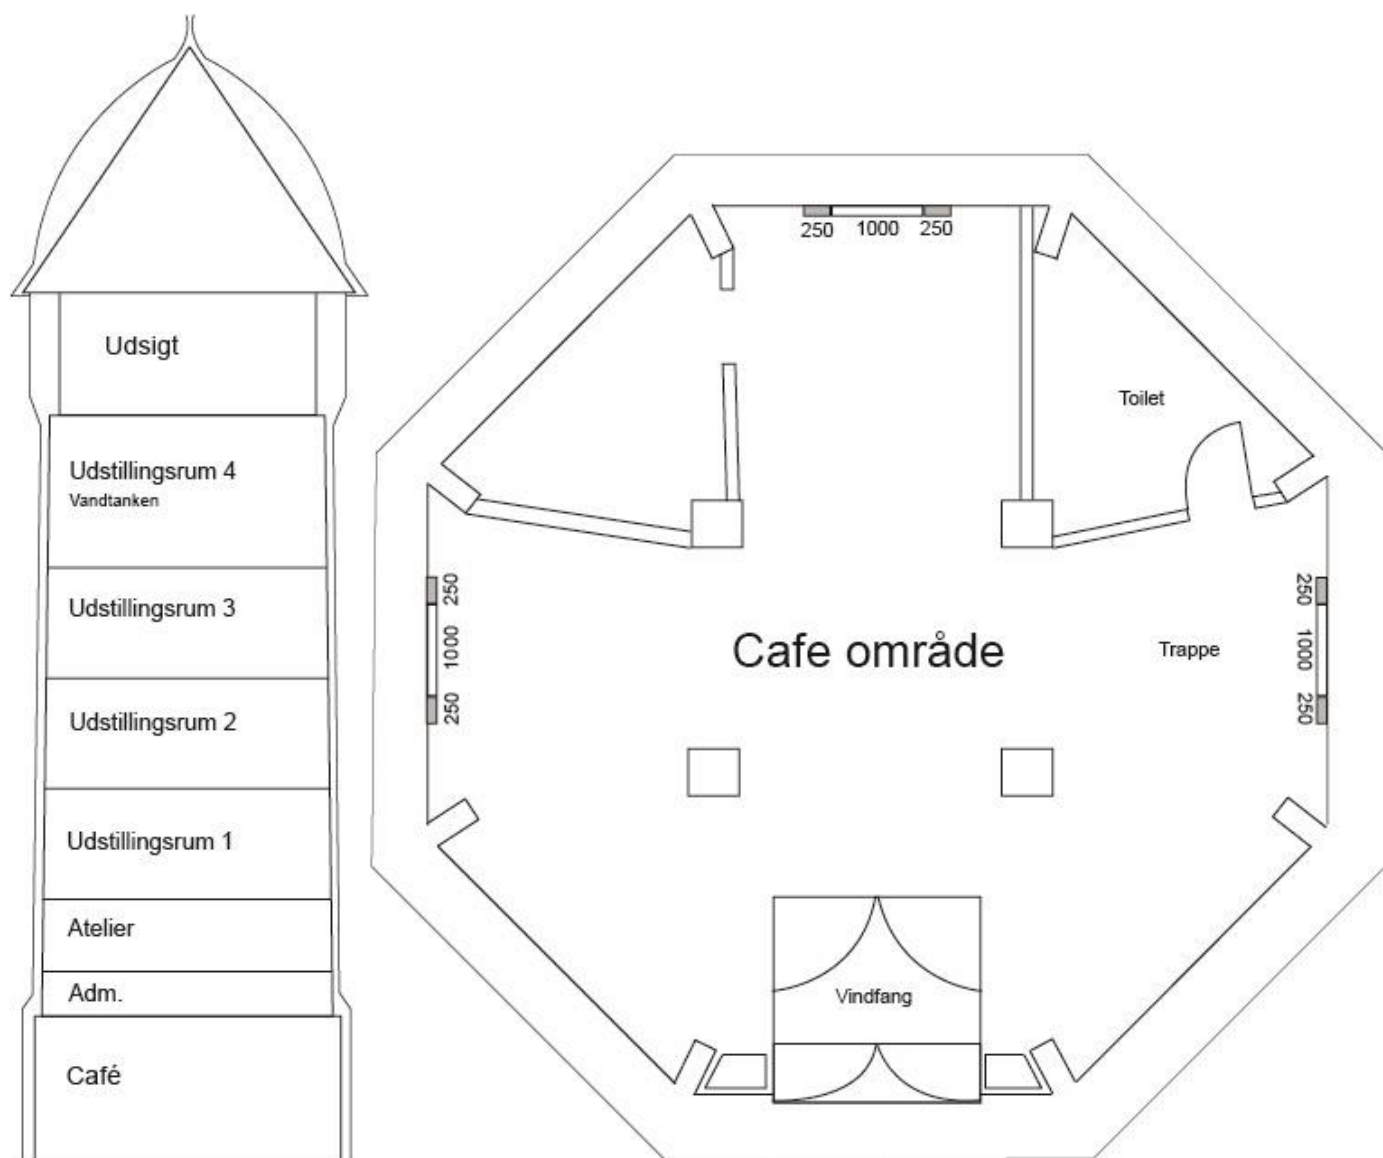 Udsigt
Udstillingsrum 4
Vandtanken
Udstillingsrum 3
Udstillingsrum 2
Udstillingsrum 1
Atelier
Adm.
Café
250 1000 250
Toilet
250 1000 250
Cafe område
Trappe
250 1000 250
Vindfang